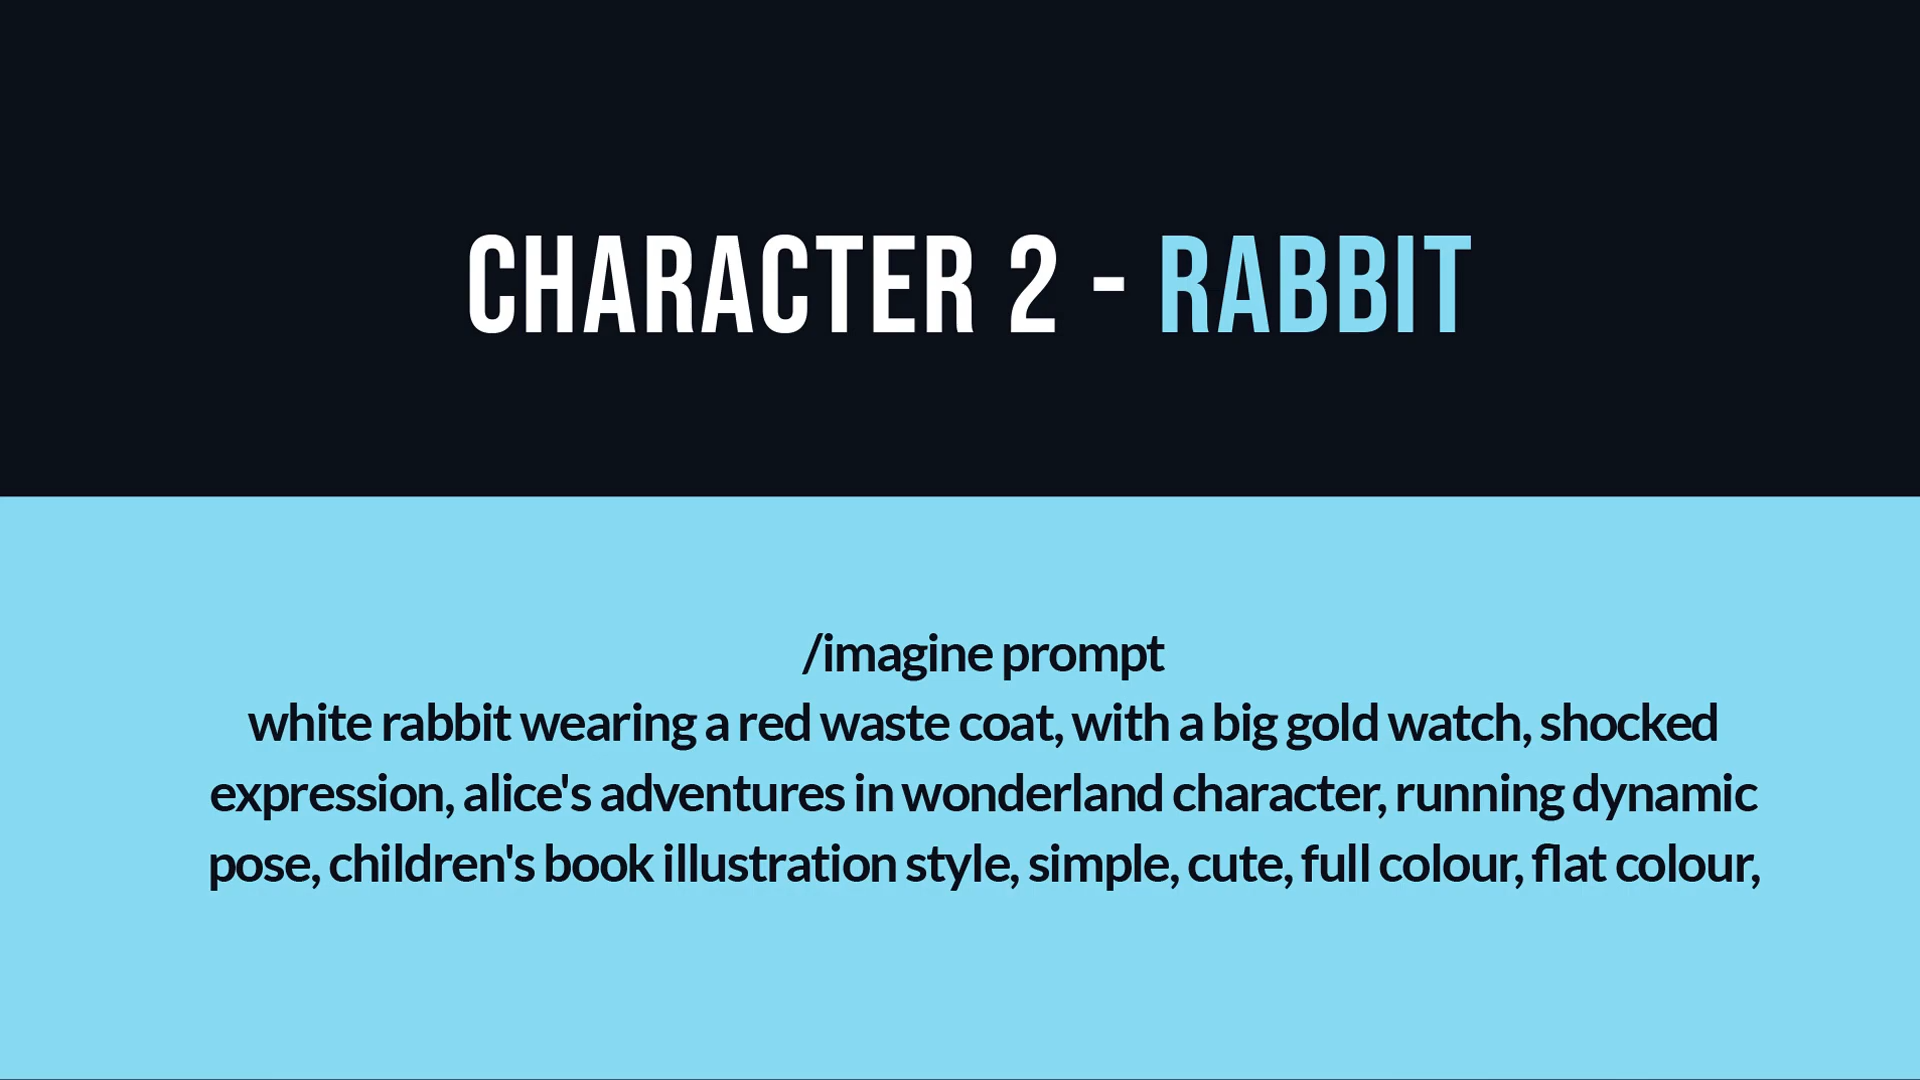 CHARACTER 2 - RABBIT
/imagine prompt
white rabbit wearing a red waste coat, with a big gold watch, shocked
expression, alice's adventures in wonderland character, running dynamic
pose, children's book illustration style, simple, cute, full colour, flat colour,